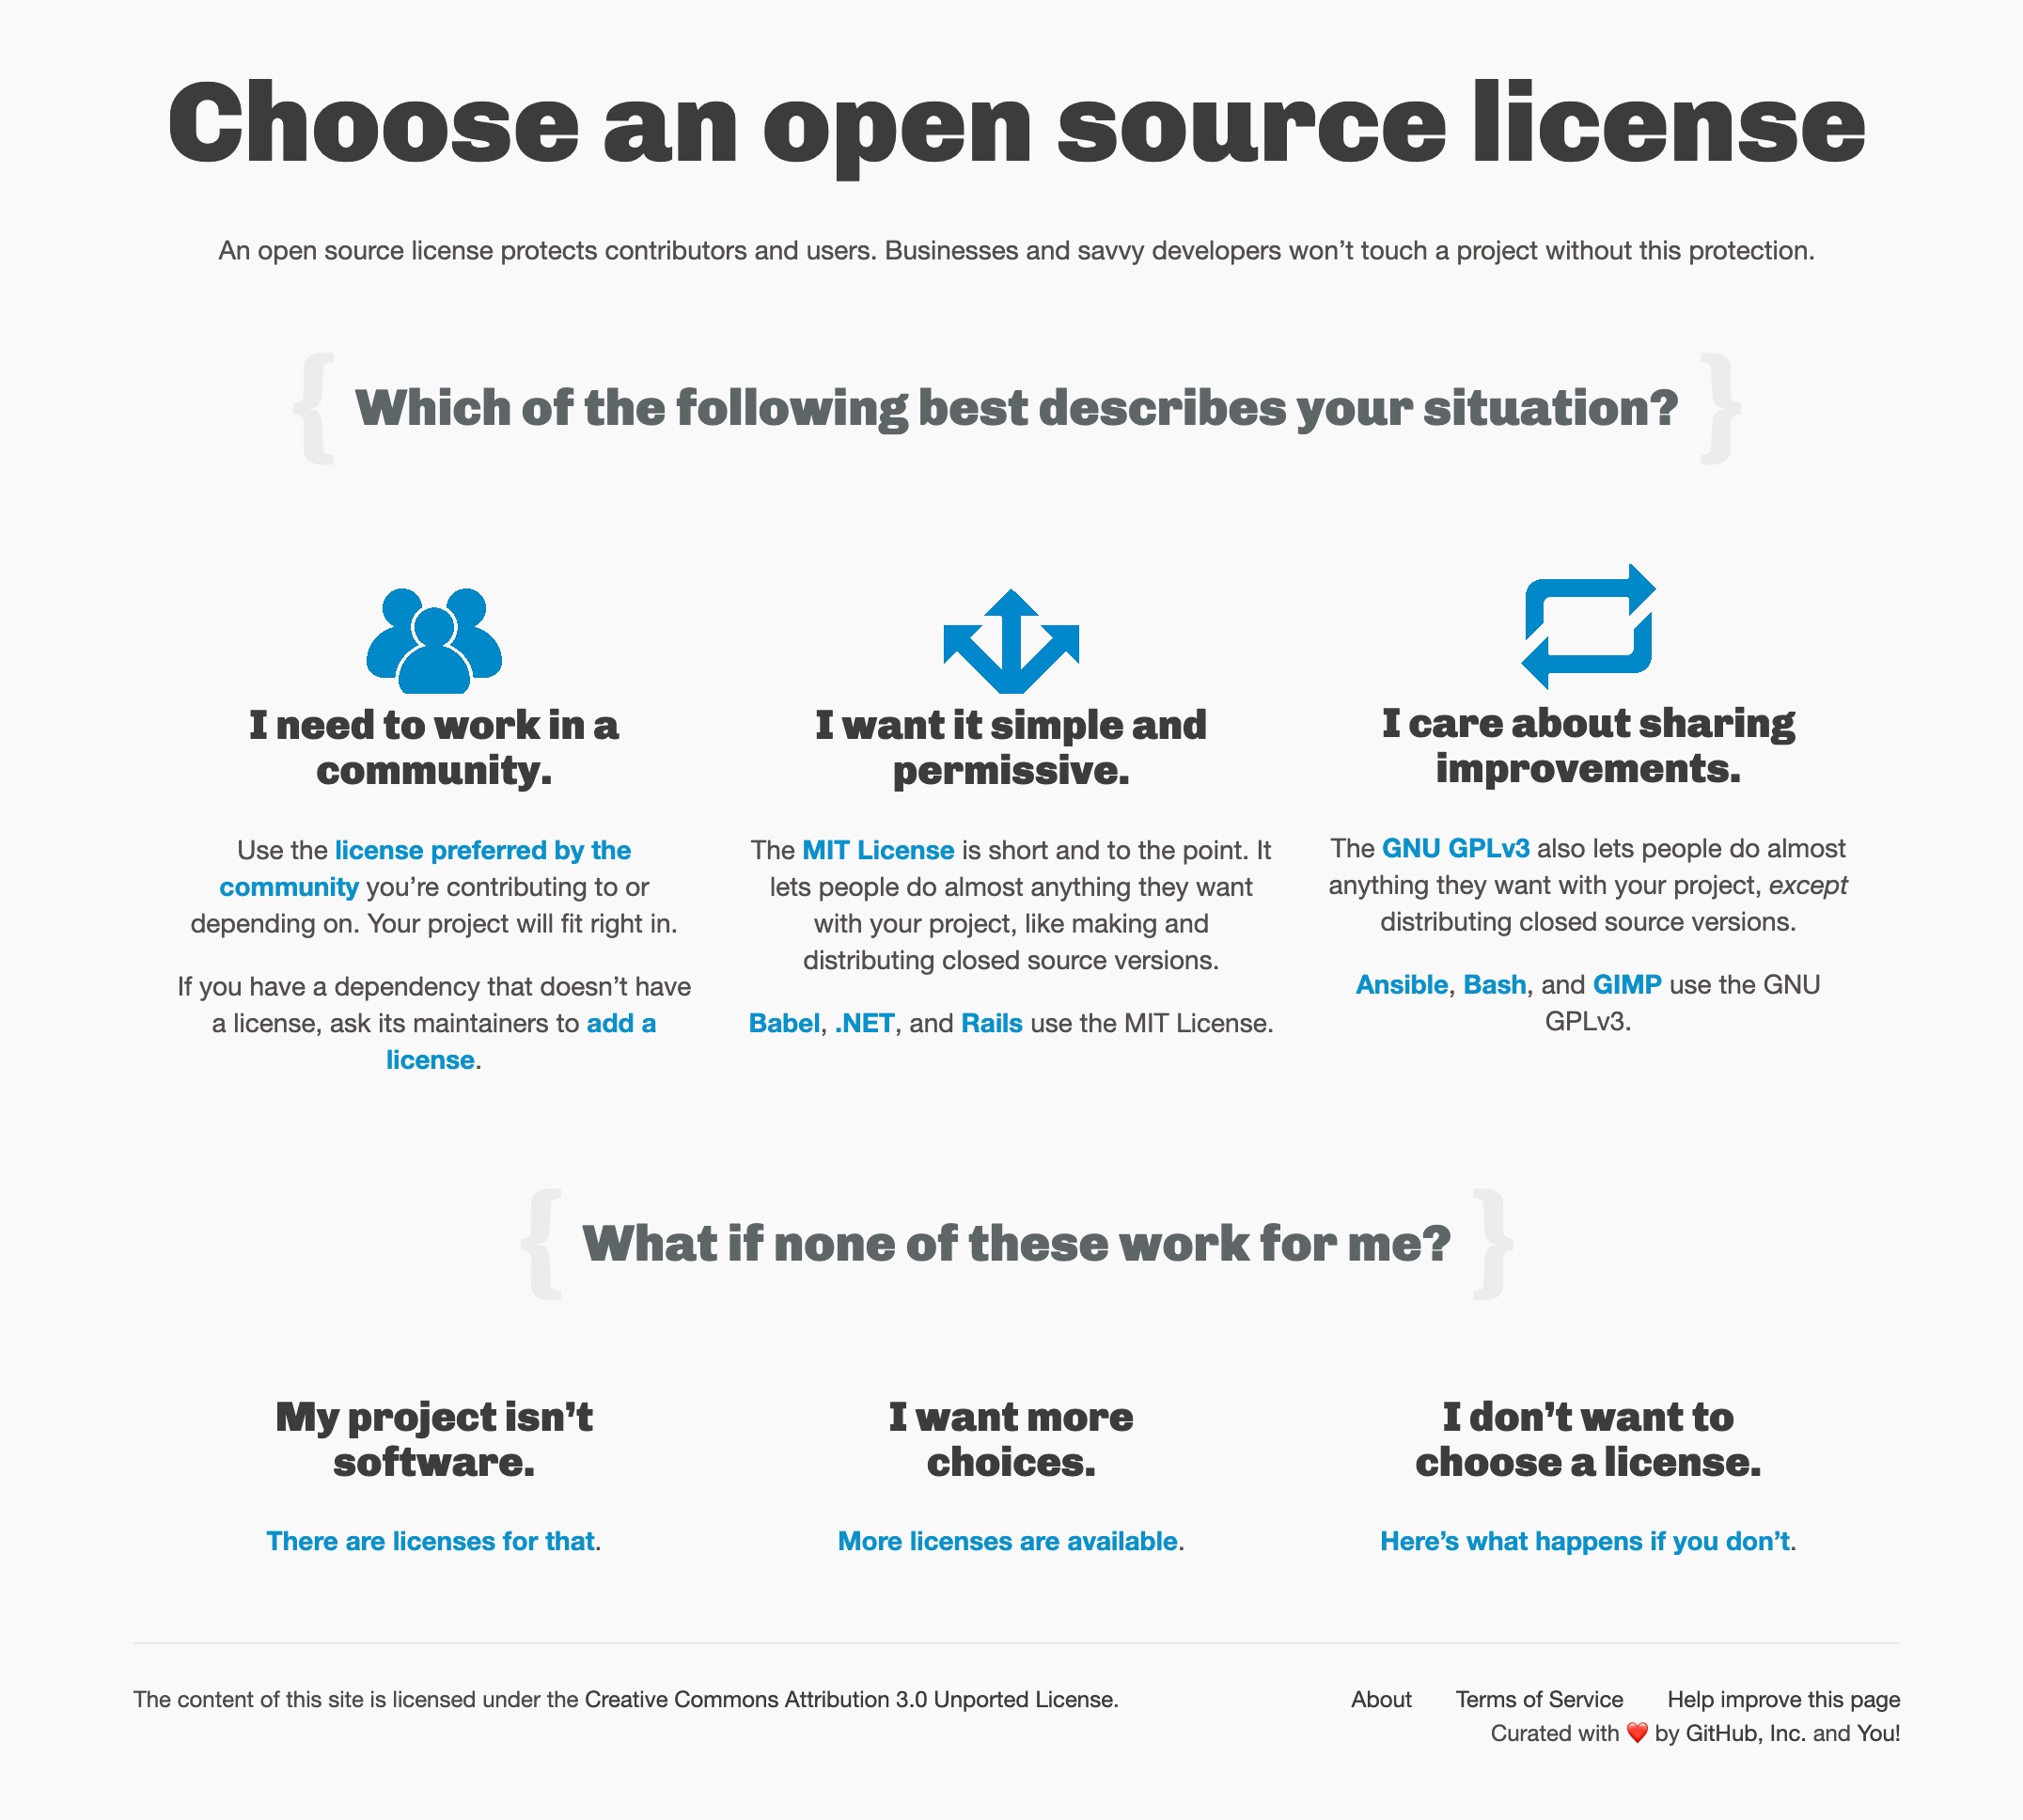 Choose an open source license
An open source license protects contributors and users. Businesses and savvy developers won’t touch a project without this protection.
{ Which of the following best describes your situation? }
I need to work in a
community.
Use the license preferred by the
community you’re contributing to or
depending on. Your project will fit right in.
If you have a dependency that doesn’t have
a license, ask its maintainers to add a
license.
I want it simple and
permissive.
The MIT License is short and to the point. It
lets people do almost anything they want
with your project, like making and
distributing closed source versions.
Babel, .NET, and Rails use the MIT License.
I care about sharing
improvements.
The GNU GPLv3 also lets people do almost
anything they want with your project, except
distributing closed source versions.
Ansible, Bash, and GIMP use the GNU
GPLv3.
{ What if none of these work for me? }
My project isn’t
software.
There are licenses for that.
I want more
choices.
More licenses are available.
I don’t want to
choose a license.
Here’s what happens if you don’t.
The content of this site is licensed under the Creative Commons Attribution 3.0 Unported License.
About Terms of Service Help improve this page
Curated with ❤️ by GitHub, Inc. and You!